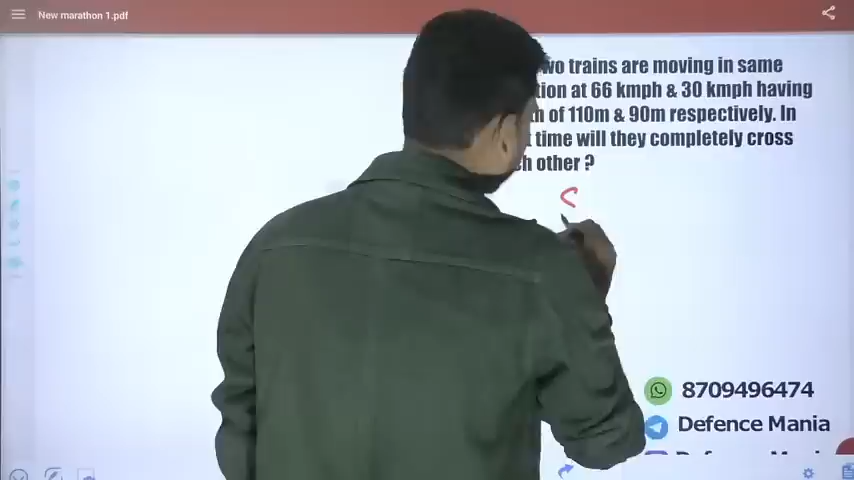 New marathon 1.pdf
wo trains are moving in same
tion at 66 kmph & 30 kmph having
of 110m & 90m respectively. In
time will they completely cross
other ?
8709496474
Defence Mania